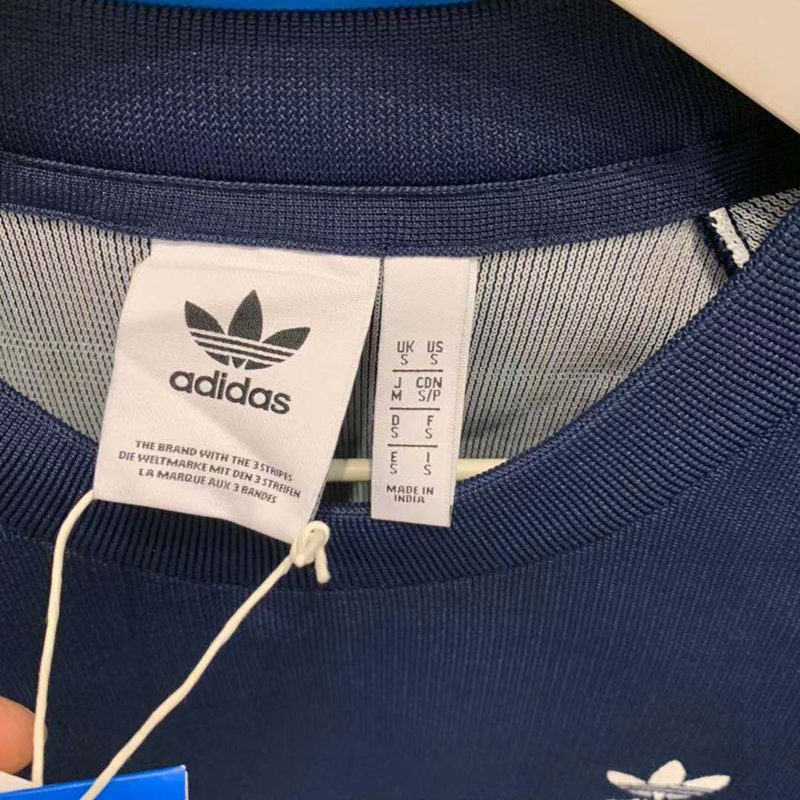 adidas
THE BRAND WITH THE 3 STRIPES
DIE WELTMARKE MIT DEN 3 STREIFEN
LA MARQUE AUX 3 BANDES
UK US
S S
J CDN
M S/P
D F
S S
E I
S S
MADE IN
INDIA